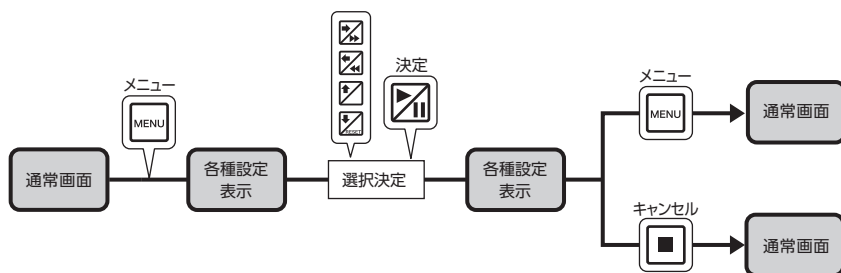 メニュー
MENU
通常画面
各種設定
表示
RESET
決定
選択決定
各種設定
表示
メニュー
MENU
通常画面
キャンセル
通常画面